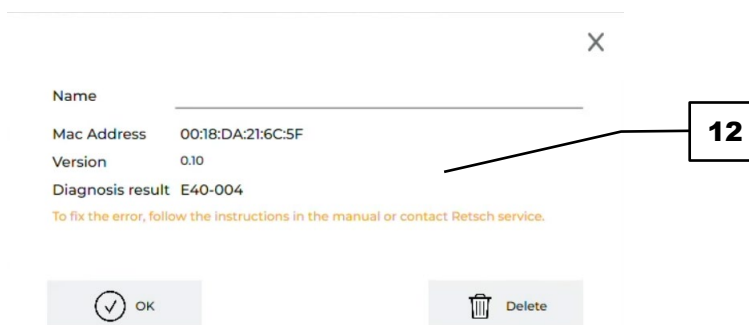 X
Name
Mac Address 00:18:DA:21:6C:5F
Version 0.10
Diagnosis result E40-004
To fix the error, follow the instructions in the manual or contact Retsch service.
OK Delete
12